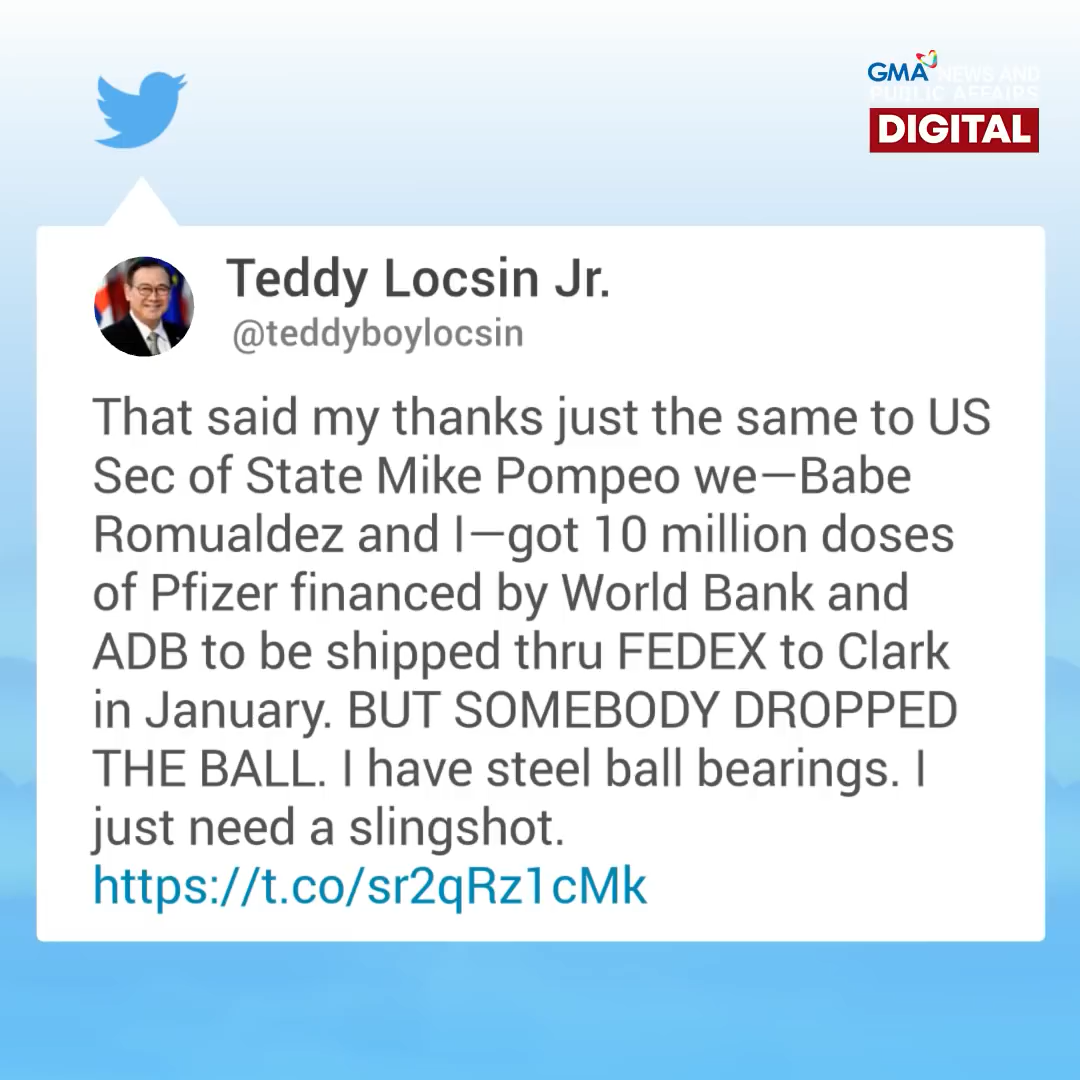 GMA NEWS AND
PUBLIC AFFAIRS
DIGITAL
Teddy Locsin Jr.
@teddyboylocsin
That said my thanks just the same to US
Sec of State Mike Pompeo we—Babe
Romualdez and I—got 10 million doses
of Pfizer financed by World Bank and
ADB to be shipped thru FEDEX to Clark
in January. BUT SOMEBODY DROPPED
THE BALL. I have steel ball bearings. I
just need a slingshot.
https://t.co/sr2qRz1cMk